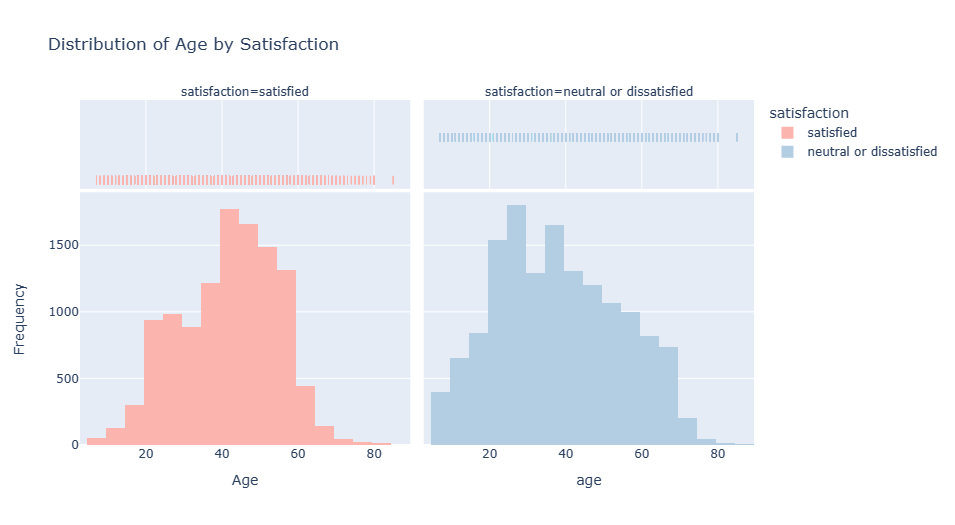 Distribution of Age by Satisfaction
satisfaction=satisfied
satisfaction=neutral or dissatisfied
satisfaction
satisfied
neutral or dissatisfied
1500
1000
500
0
Frequency
20 40 60 80
20 40 60 80
Age
age